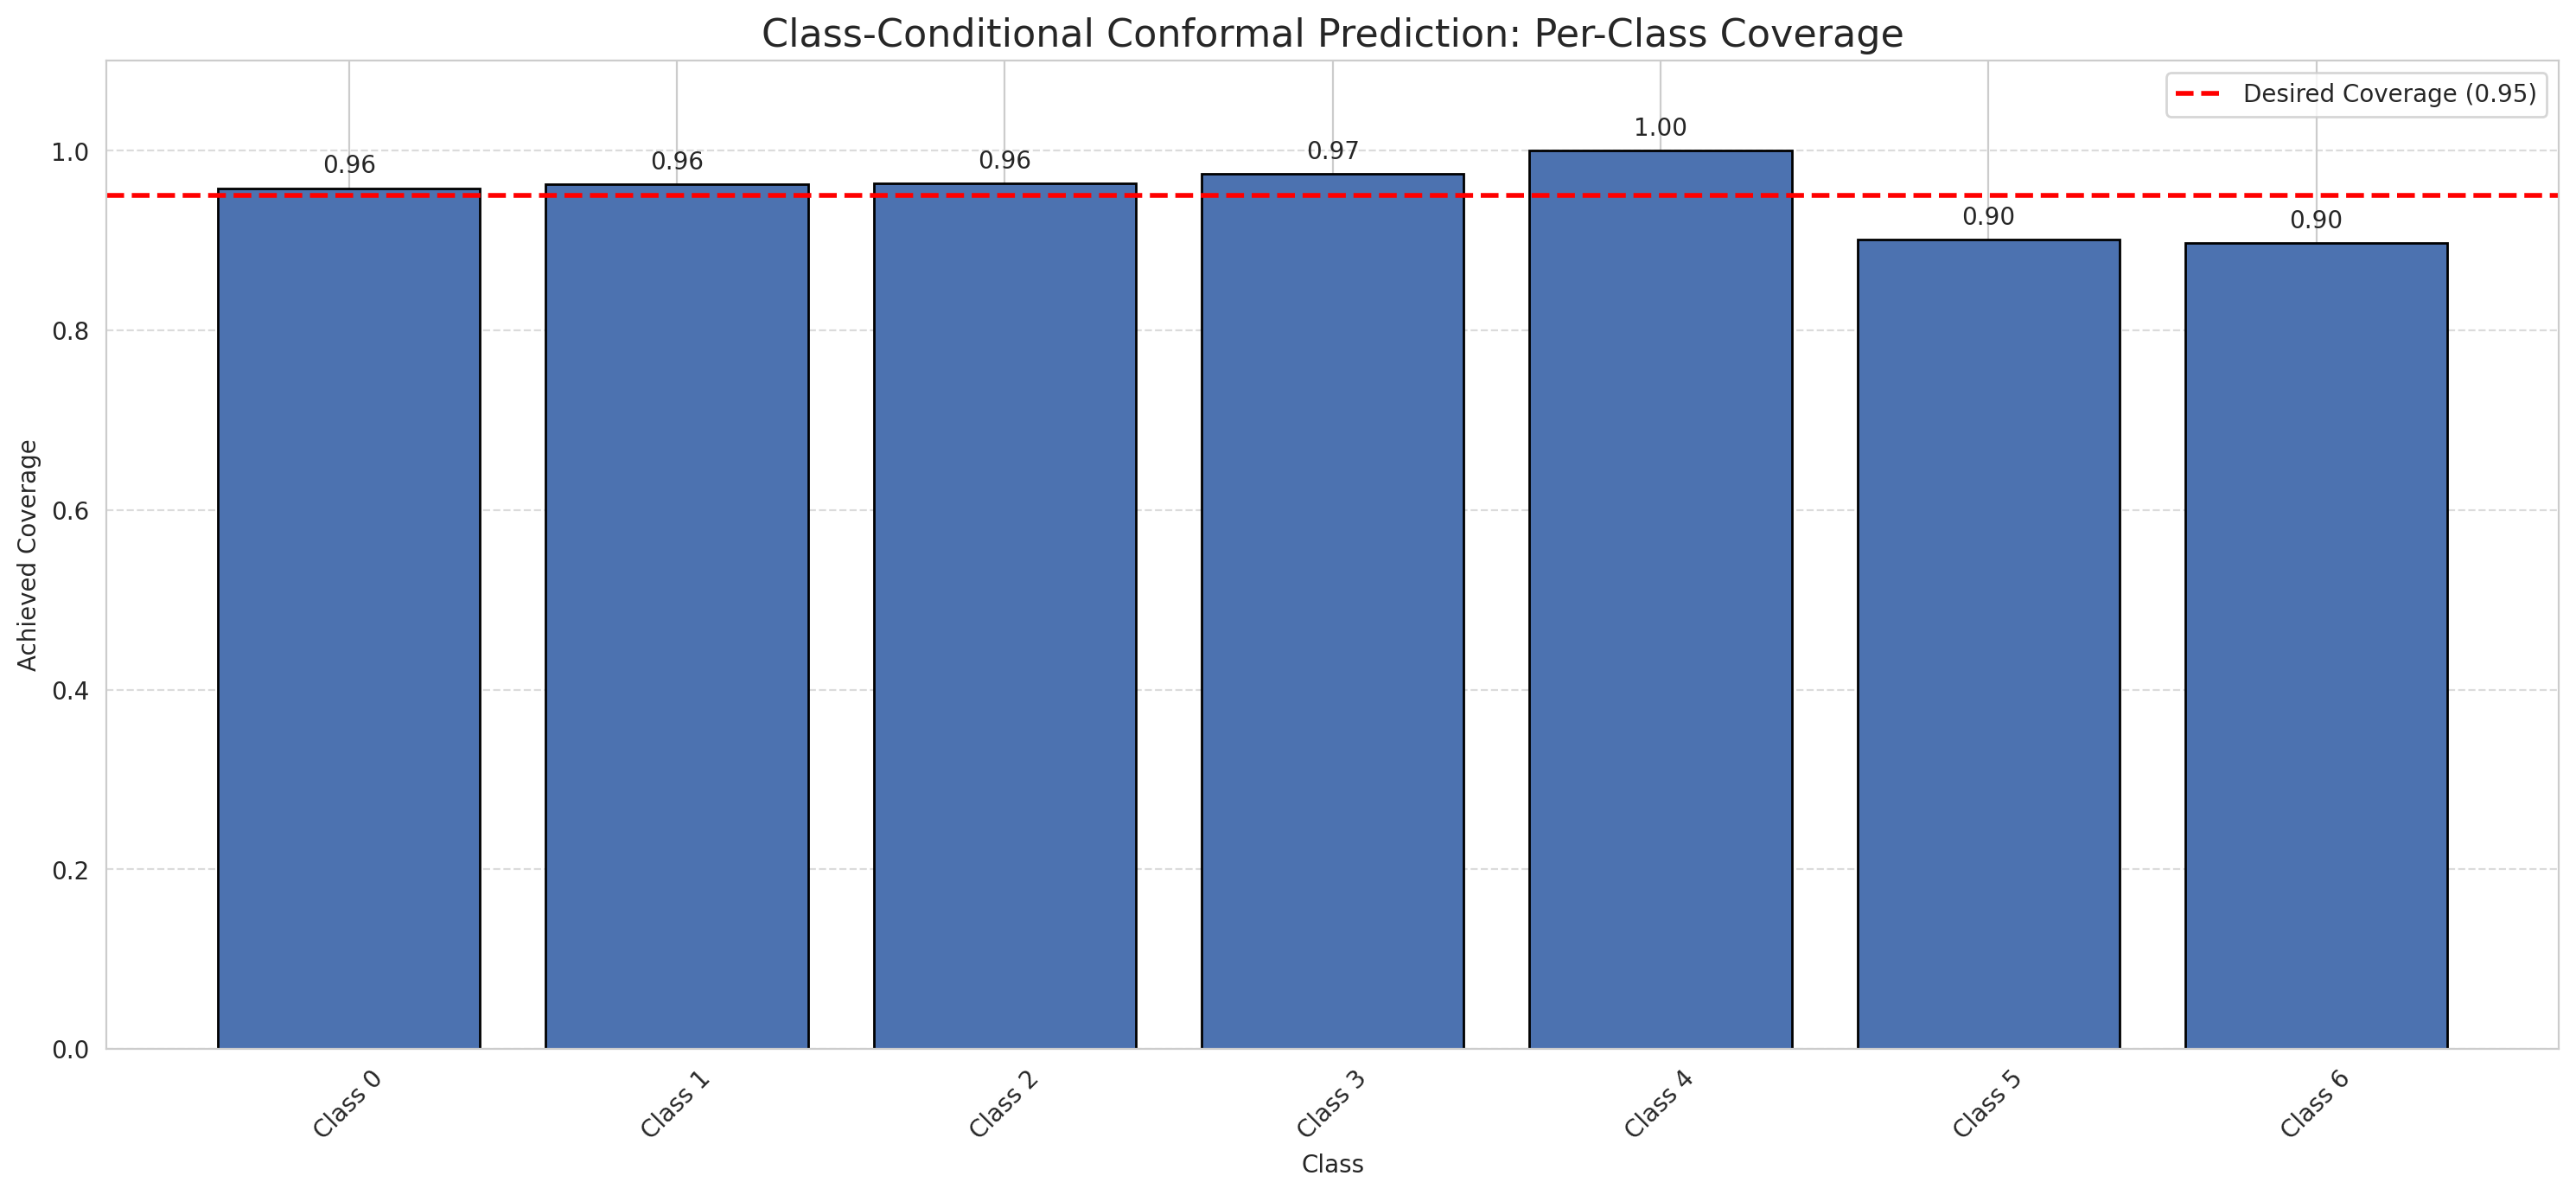 Class-Conditional Conformal Prediction: Per-Class Coverage
Desired Coverage (0.95)
Achieved Coverage
1.0
0.8
0.6
0.4
0.2
0.0
0.96
0.96
0.96
0.97
1.00
0.90
0.90
Class 0
Class 1
Class 2
Class 3
Class 4
Class 5
Class 6
Class